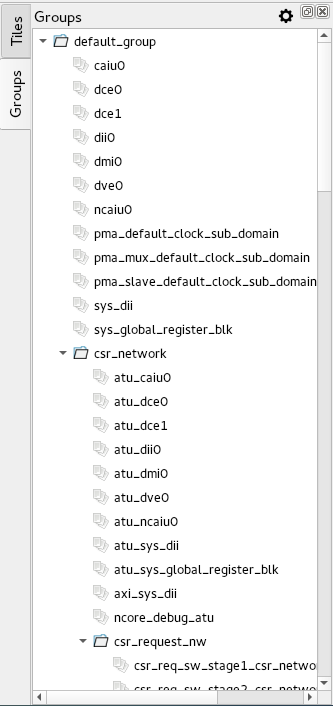 Tiles
Groups
Groups
default_group
caiu0
dce0
dce1
dii0
dmi0
dve0
ncaiu0
pma_default_clock_sub_domain
pma_mux_default_clock_sub_domain
pma_slave_default_clock_sub_domain
sys_dii
sys_global_register_blk
csr_network
atu_caiu0
atu_dce0
atu_dce1
atu_dii0
atu_dmi0
atu_dve0
atu_ncaiu0
atu_sys_dii
atu_sys_global_register_blk
axi_sys_dii
ncore_debug_atu
csr_request_nw
csr_req_sw_stage1_csr_netwo
csr_req_sw_stage2_csr_netwo